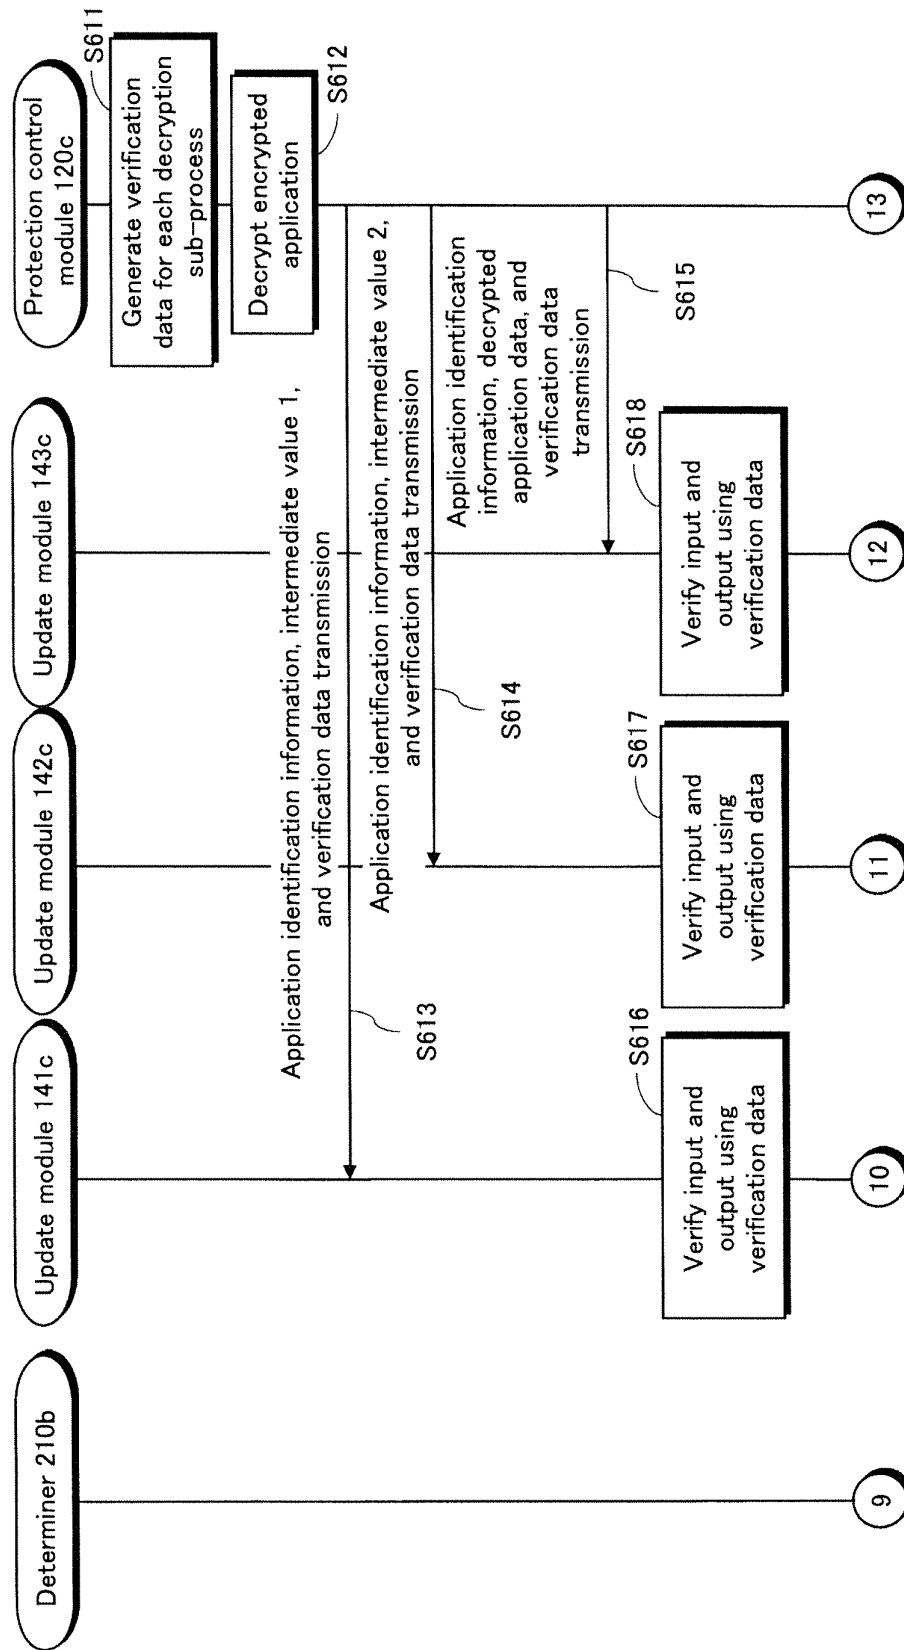 Determiner 210b
Update module 141c
Update module 142c
Update module 143c
Protection control
module 120c
S611
Generate verification
data for each decryption
sub-process
S612
Decrypt encrypted
application
Application identification information, intermediate value 1,
and verification data transmission
S613
Application identification information, intermediate value 2,
and verification data transmission
S614
Application identification
information, decrypted
application data, and
verification data
transmission
S615
S616
Verify input and
output using
verification data
S617
Verify input and
output using
verification data
S618
Verify input and
output using
verification data
9
10
11
12
13